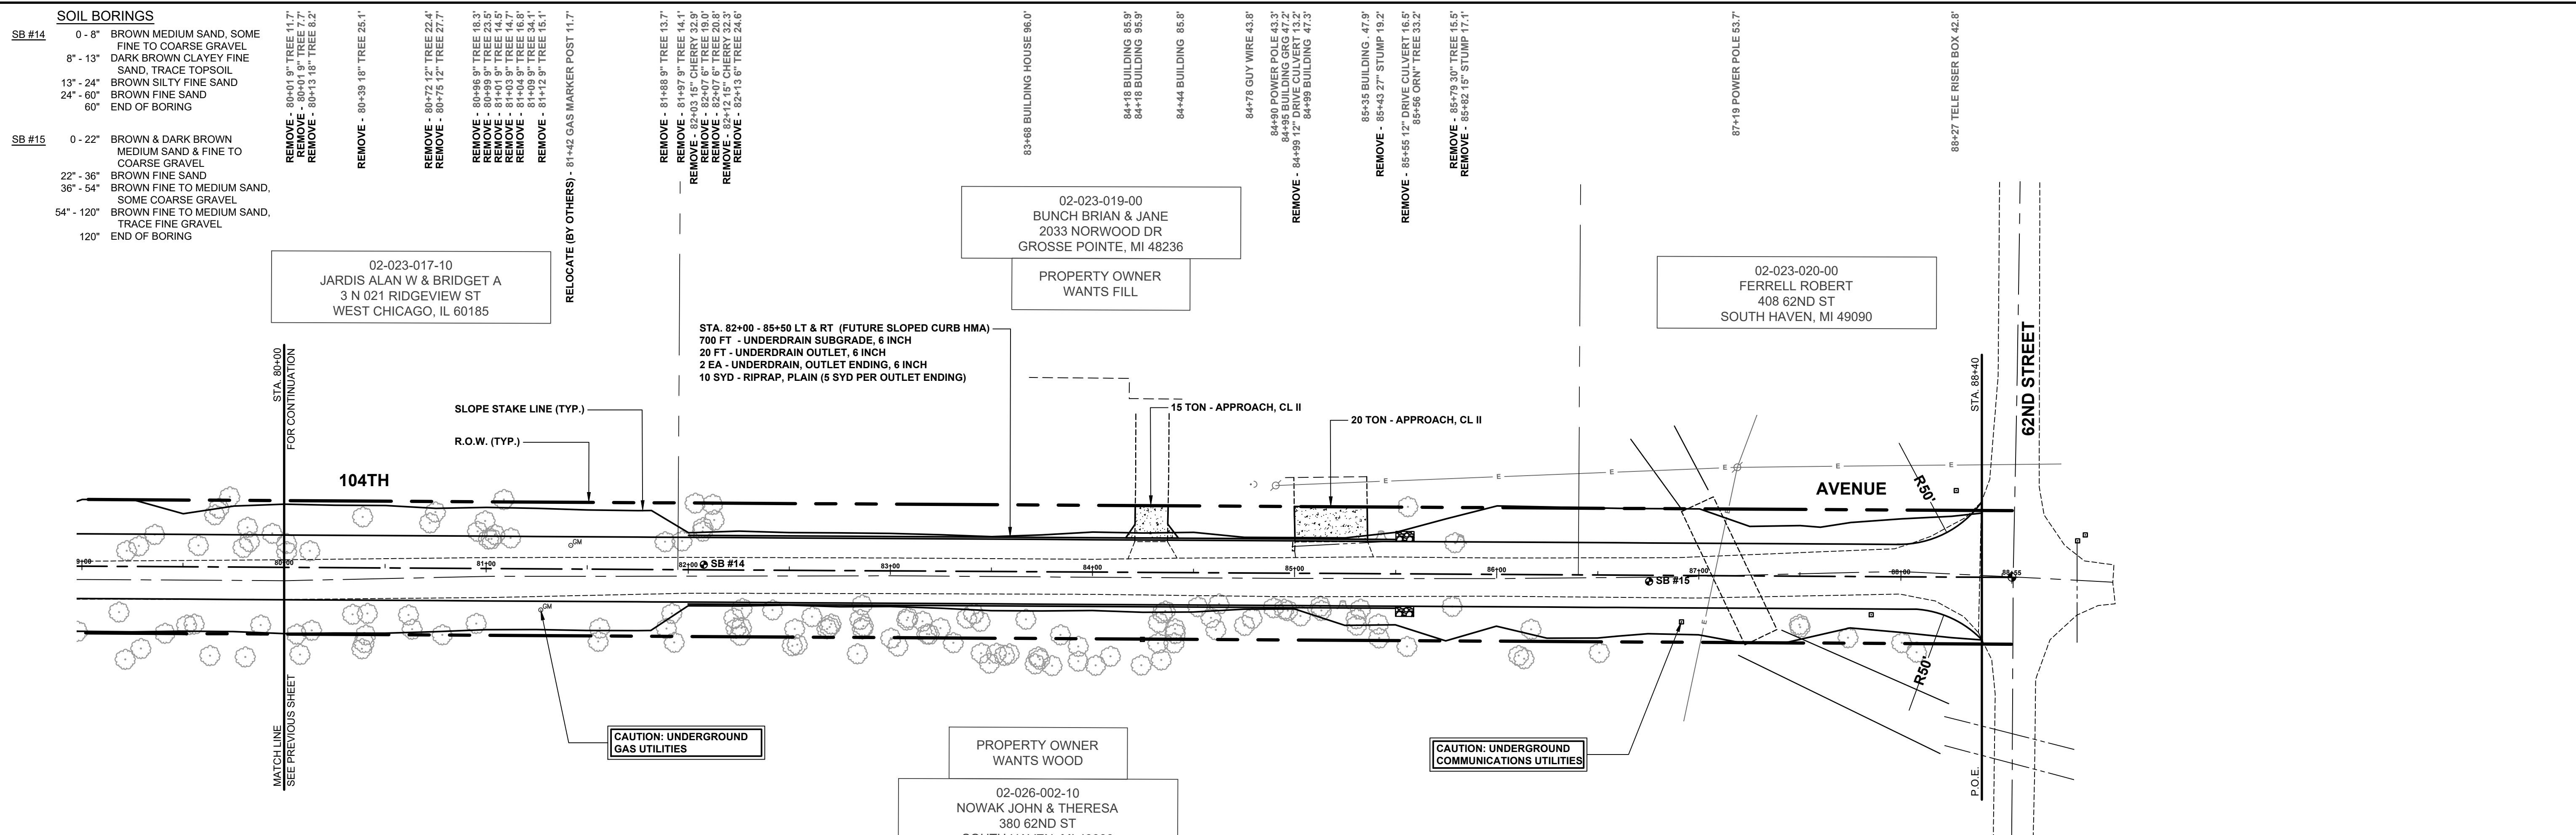 SOIL BORINGS
SB #14 0 - 8" BROWN MEDIUM SAND, SOME
FINE TO COARSE GRAVEL
8" - 13" DARK BROWN CLAYEY FINE
SAND, TRACE TOPSOIL
13" - 24" BROWN SILTY FINE SAND
24" - 60" BROWN FINE SAND
60" END OF BORING
SB #15 0 - 22" BROWN & DARK BROWN
MEDIUM SAND & FINE TO
COARSE GRAVEL
22" - 36" BROWN FINE SAND
36" - 54" BROWN FINE TO MEDIUM SAND,
SOME COARSE GRAVEL
54" - 120" BROWN FINE TO MEDIUM SAND,
TRACE FINE GRAVEL
120" END OF BORING
REMOVE - 80+01 9" TREE 11.7'
REMOVE - 80+01 9" TREE 7.7'
REMOVE - 80+13 18" TREE 8.2'
REMOVE - 80+39 18" TREE 25.1'
REMOVE - 80+72 12" TREE 22.4'
REMOVE - 80+75 12" TREE 27.7'
REMOVE - 80+96 9" TREE 18.3'
REMOVE - 80+99 9" TREE 23.5'
REMOVE - 81+01 9" TREE 14.5'
REMOVE - 81+03 9" TREE 14.7'
REMOVE - 81+04 9" TREE 16.8'
REMOVE - 81+09 9" TREE 34.1'
REMOVE - 81+12 9" TREE 15.1'
RELOCATE (BY OTHERS) - 81+42 GAS MARKER POST 11.7'
REMOVE - 81+88 9" TREE 13.7'
REMOVE - 81+97 9" TREE 14.1'
REMOVE - 82+03 15" CHERRY 32.9'
REMOVE - 82+07 6" TREE 19.0'
REMOVE - 82+07 6" TREE 20.8'
REMOVE - 82+12 15" CHERRY 32.3'
REMOVE - 82+13 6" TREE 24.6'
83+68 BUILDING HOUSE 96.0'
84+18 BUILDING 85.9'
84+18 BUILDING 95.9'
84+44 BUILDING 85.8'
84+78 GUY WIRE 43.8'
84+90 POWER POLE 43.3'
84+95 BUILDING GRG 47.2'
REMOVE - 84+99 12" DRIVE CULVERT 13.2'
84+99 BUILDING 47.3'
85+35 BUILDING . 47.9'
REMOVE - 85+43 27" STUMP 19.2'
REMOVE - 85+55 12" DRIVE CULVERT 16.5'
85+56 ORN" TREE 33.2'
REMOVE - 85+79 30" TREE 15.5'
REMOVE - 85+82 15" STUMP 17.1'
87+19 POWER POLE 53.7'
88+27 TELE RISER BOX 42.8'
02-023-017-10
JARDIS ALAN W & BRIDGET A
3 N 021 RIDGEVIEW ST
WEST CHICAGO, IL 60185
02-023-019-00
BUNCH BRIAN & JANE
2033 NORWOOD DR
GROSSE POINTE, MI 48236
PROPERTY OWNER
WANTS FILL
02-023-020-00
FERRELL ROBERT
408 62ND ST
SOUTH HAVEN, MI 49090
STA. 82+00 - 85+50 LT & RT (FUTURE SLOPED CURB HMA)
700 FT - UNDERDRAIN SUBGRADE, 6 INCH
20 FT - UNDERDRAIN OUTLET, 6 INCH
2 EA - UNDERDRAIN, OUTLET ENDING, 6 INCH
10 SYD - RIPRAP, PLAIN (5 SYD PER OUTLET ENDING)
STA. 80+00
FOR CONTINUATION
SLOPE STAKE LINE (TYP.)
R.O.W. (TYP.)
15 TON - APPROACH, CL II
20 TON - APPROACH, CL II
STA. 88+40
62ND STREET
104TH
AVENUE
E
E
E
E
E
E
E
R50'
GM
80+00
81+00
82+00
SB #14
83+00
84+00
85+00
86+00
SB #15
87+00
88+00
88+55
GM
R50'
CAUTION: UNDERGROUND
GAS UTILITIES
CAUTION: UNDERGROUND
COMMUNICATIONS UTILITIES
MATCH LINE
SEE PREVIOUS SHEET
P.O.E.
PROPERTY OWNER
WANTS WOOD
02-026-002-10
NOWAK JOHN & THERESA
380 62ND ST